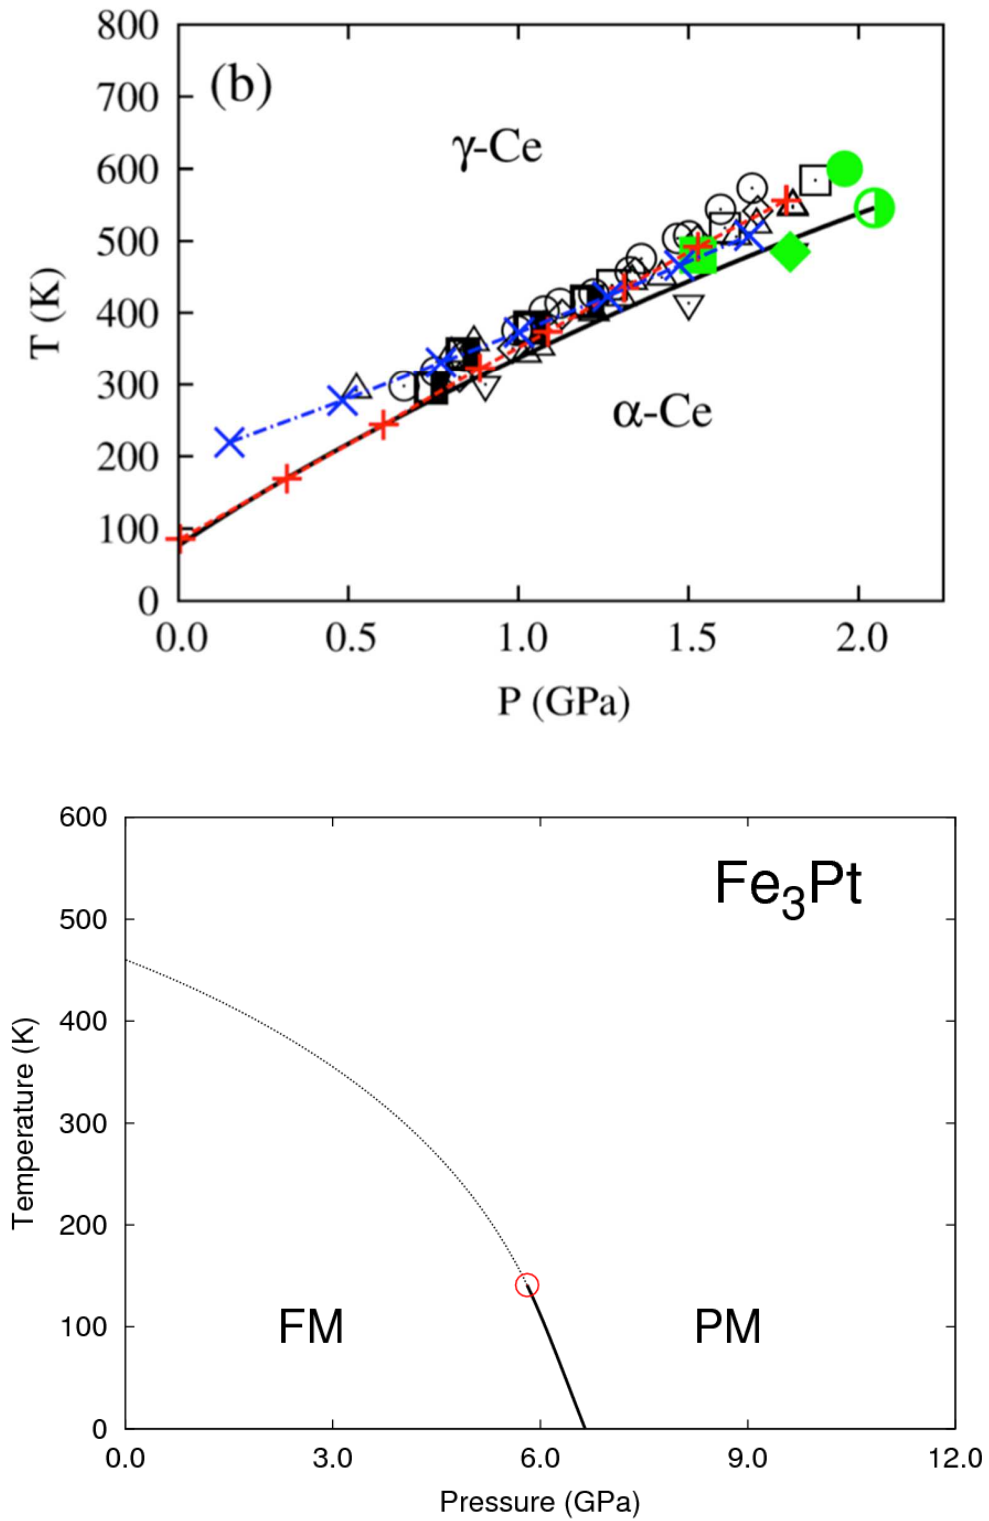 800
(b)
700
γ-Ce
600
500
T (K)
400
300
α-Ce
200
100
0
0.0 0.5 1.0 1.5 2.0
P (GPa)
600
Fe3Pt
500
400
Temperature (K)
300
200
FM PM
100
0
0.0 3.0 6.0 9.0 12.0
Pressure (GPa)